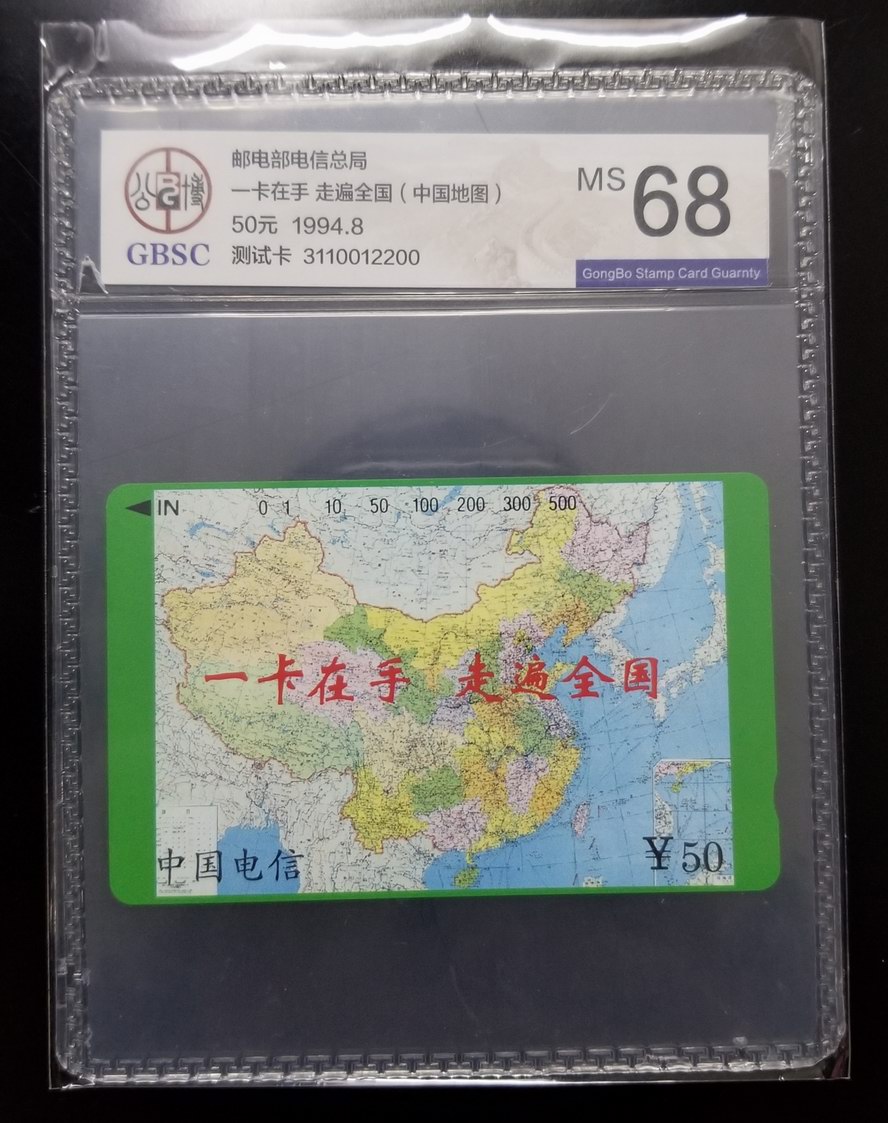 邮电部电信总局
一卡在手 走遍全国（中国地图）
50元 1994.8
测试卡 3110012200
公博
BG
GBSC
MS 68
GongBo Stamp Card Guarnty
IN 0 1 10 50 100 200 300 500
一卡在手 走遍全国
中国电信
¥50